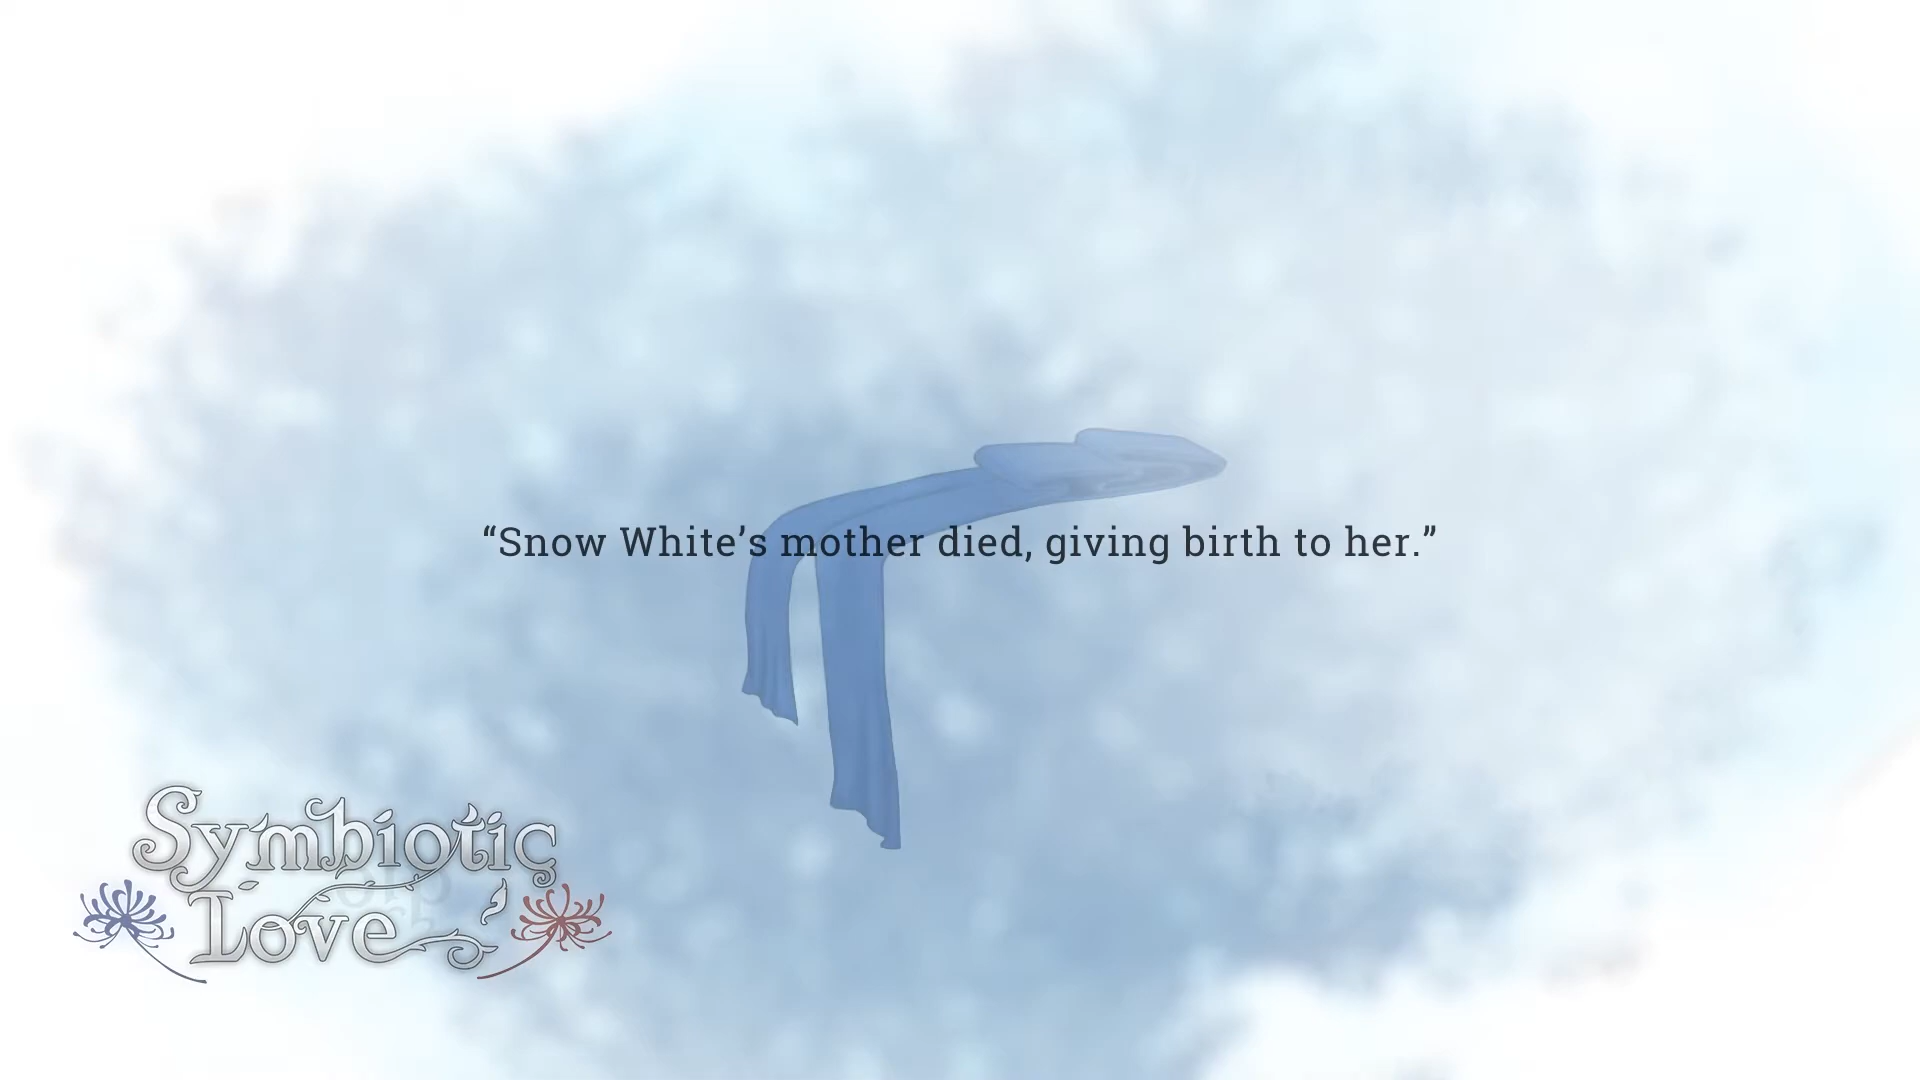 “Snow White’s mother died, giving birth to her.”
Symbiotic
Love